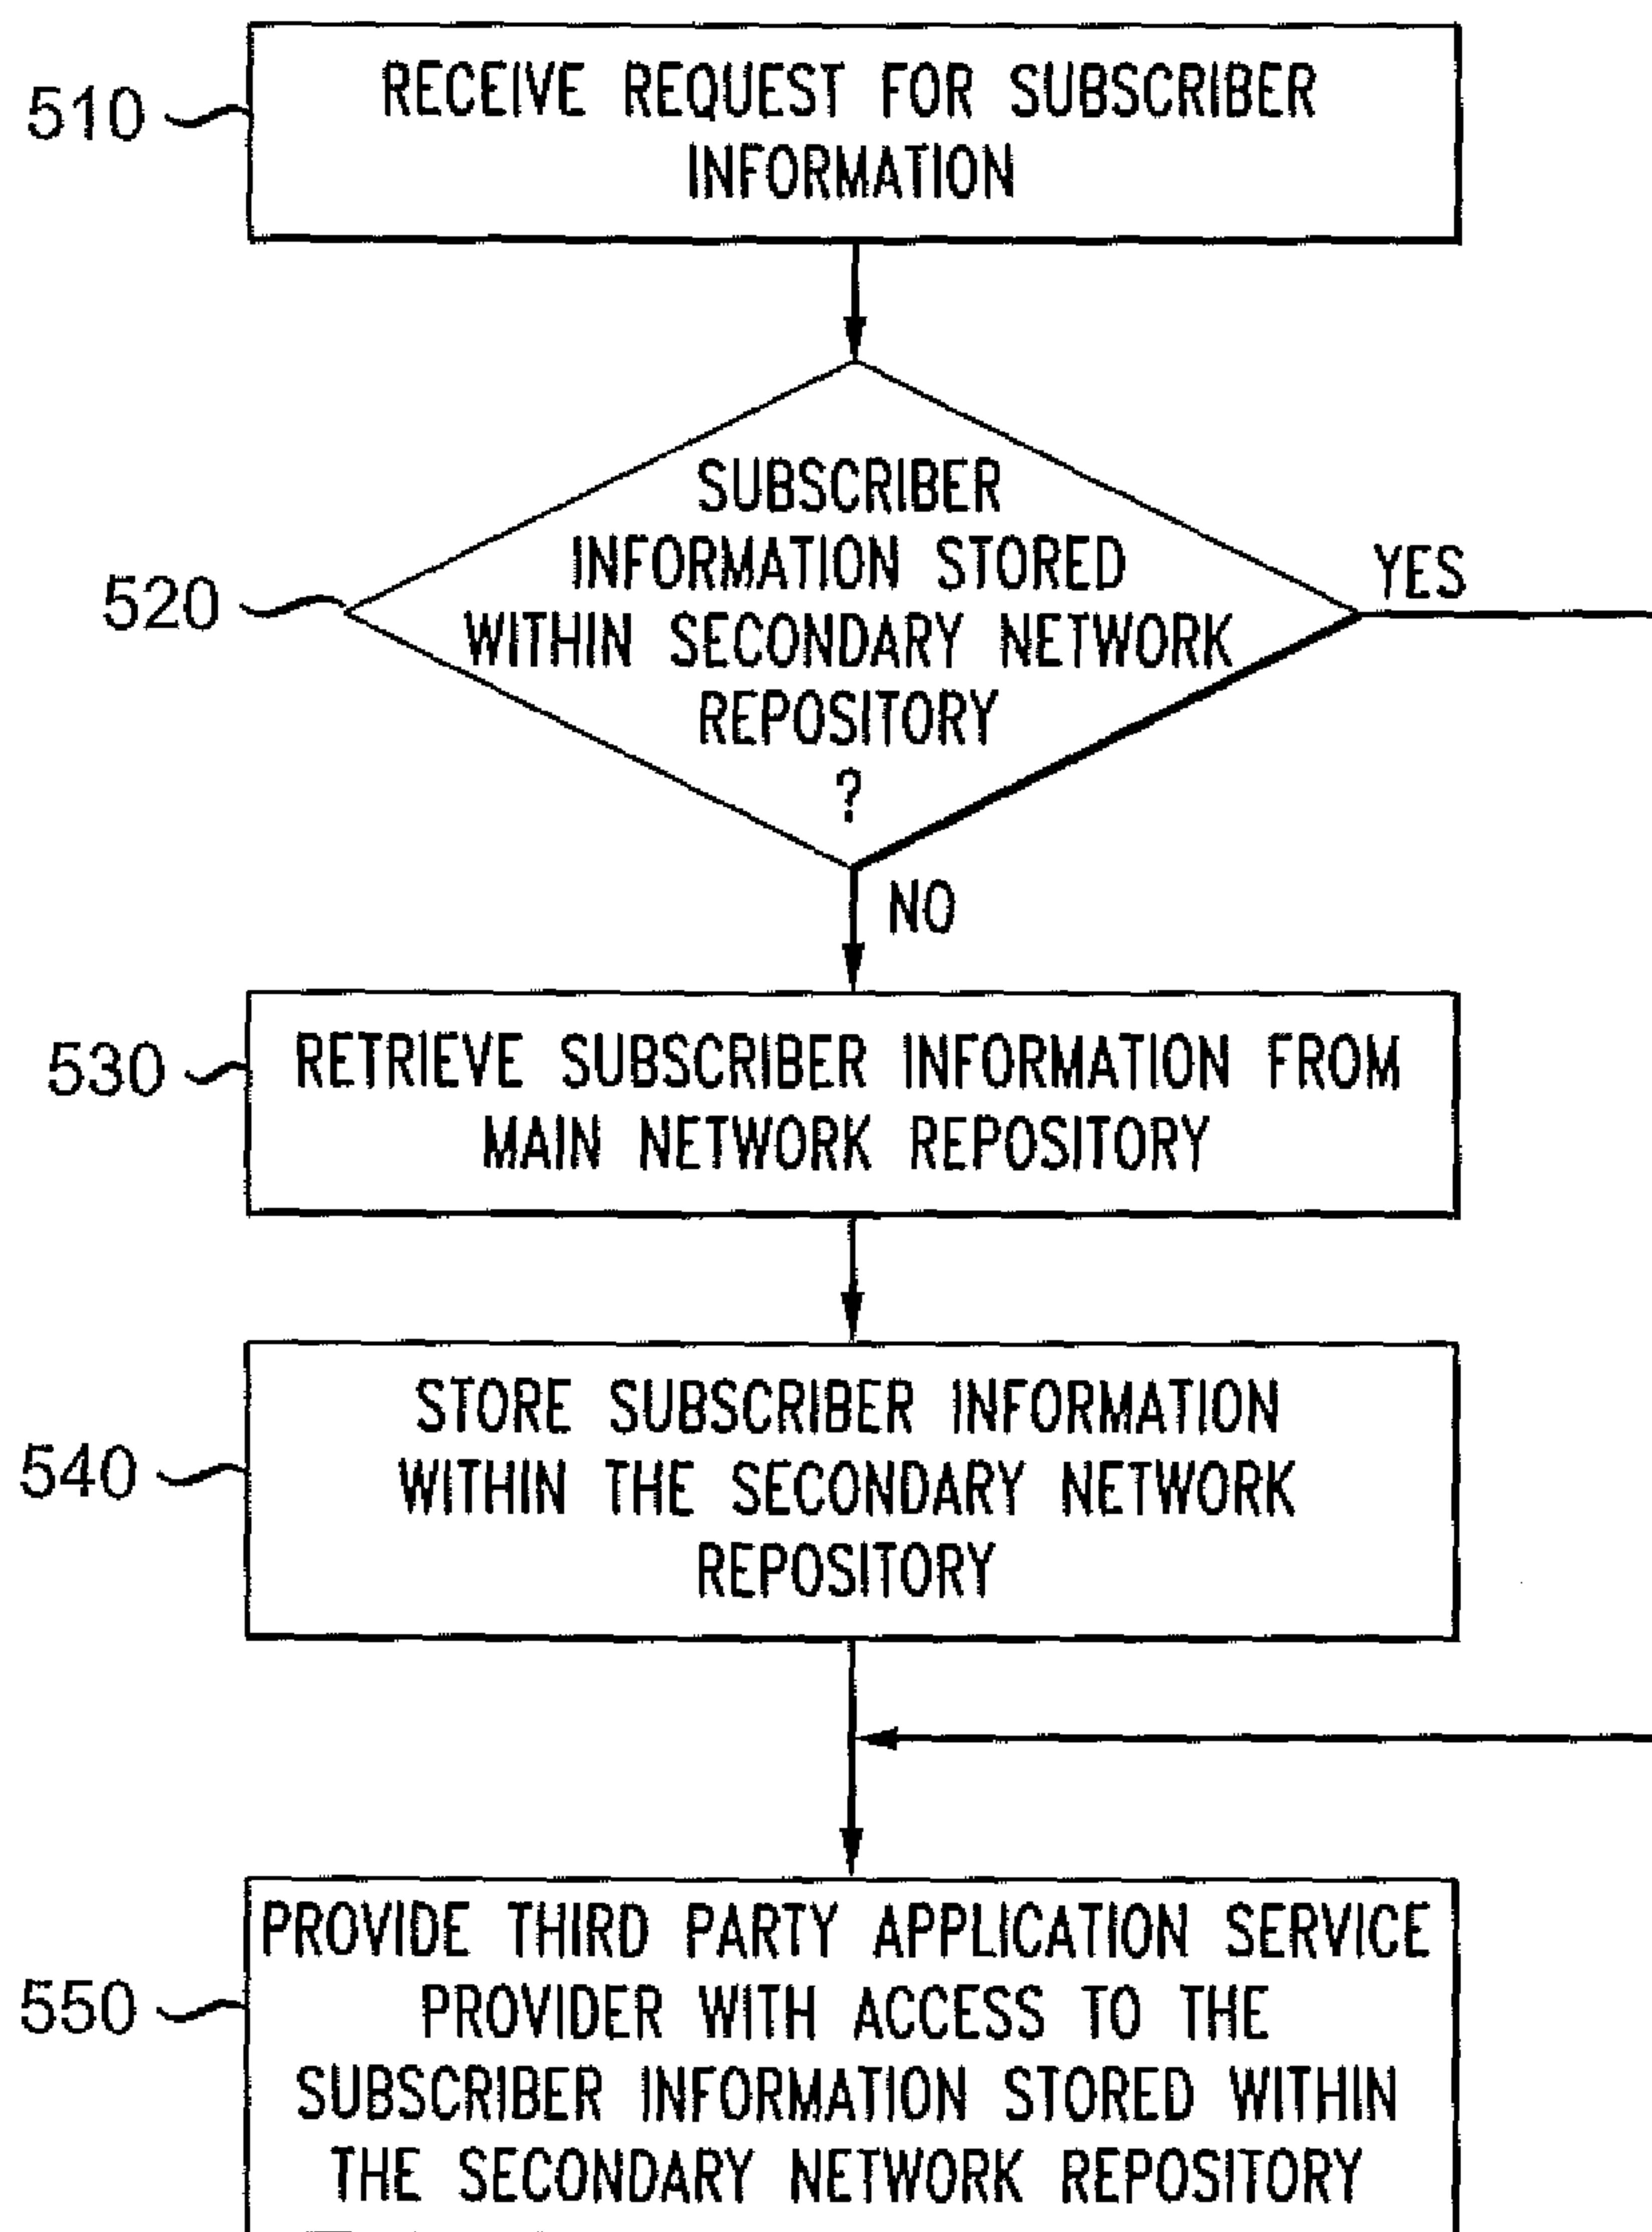 510
RECEIVE REQUEST FOR SUBSCRIBER
INFORMATION
520
SUBSCRIBER
INFORMATION STORED
WITHIN SECONDARY NETWORK
REPOSITORY
?
YES
NO
530
RETRIEVE SUBSCRIBER INFORMATION FROM
MAIN NETWORK REPOSITORY
540
STORE SUBSCRIBER INFORMATION
WITHIN THE SECONDARY NETWORK
REPOSITORY
550
PROVIDE THIRD PARTY APPLICATION SERVICE
PROVIDER WITH ACCESS TO THE
SUBSCRIBER INFORMATION STORED WITHIN
THE SECONDARY NETWORK REPOSITORY